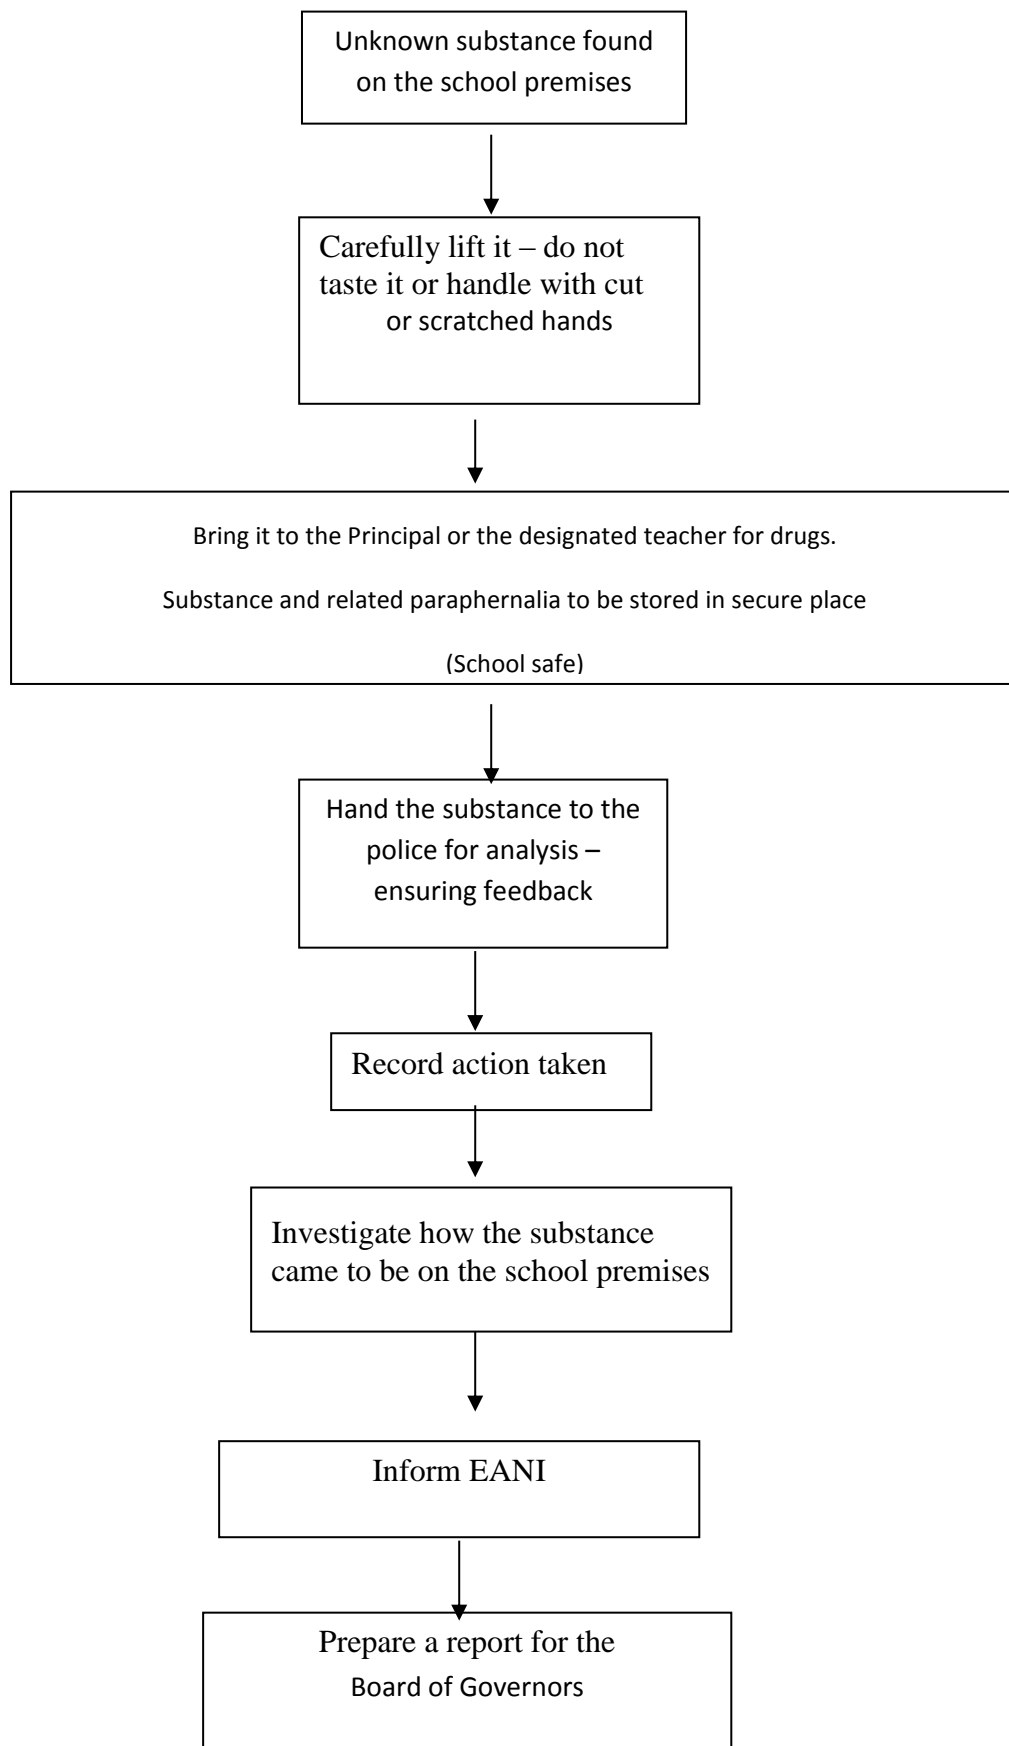 Unknown substance found
on the school premises
Carefully lift it – do not
taste it or handle with cut
or scratched hands
Bring it to the Principal or the designated teacher for drugs.
Substance and related paraphernalia to be stored in secure place
(School safe)
Hand the substance to the
police for analysis –
ensuring feedback
Record action taken
Investigate how the substance
came to be on the school premises
Inform EANI
Prepare a report for the
Board of Governors